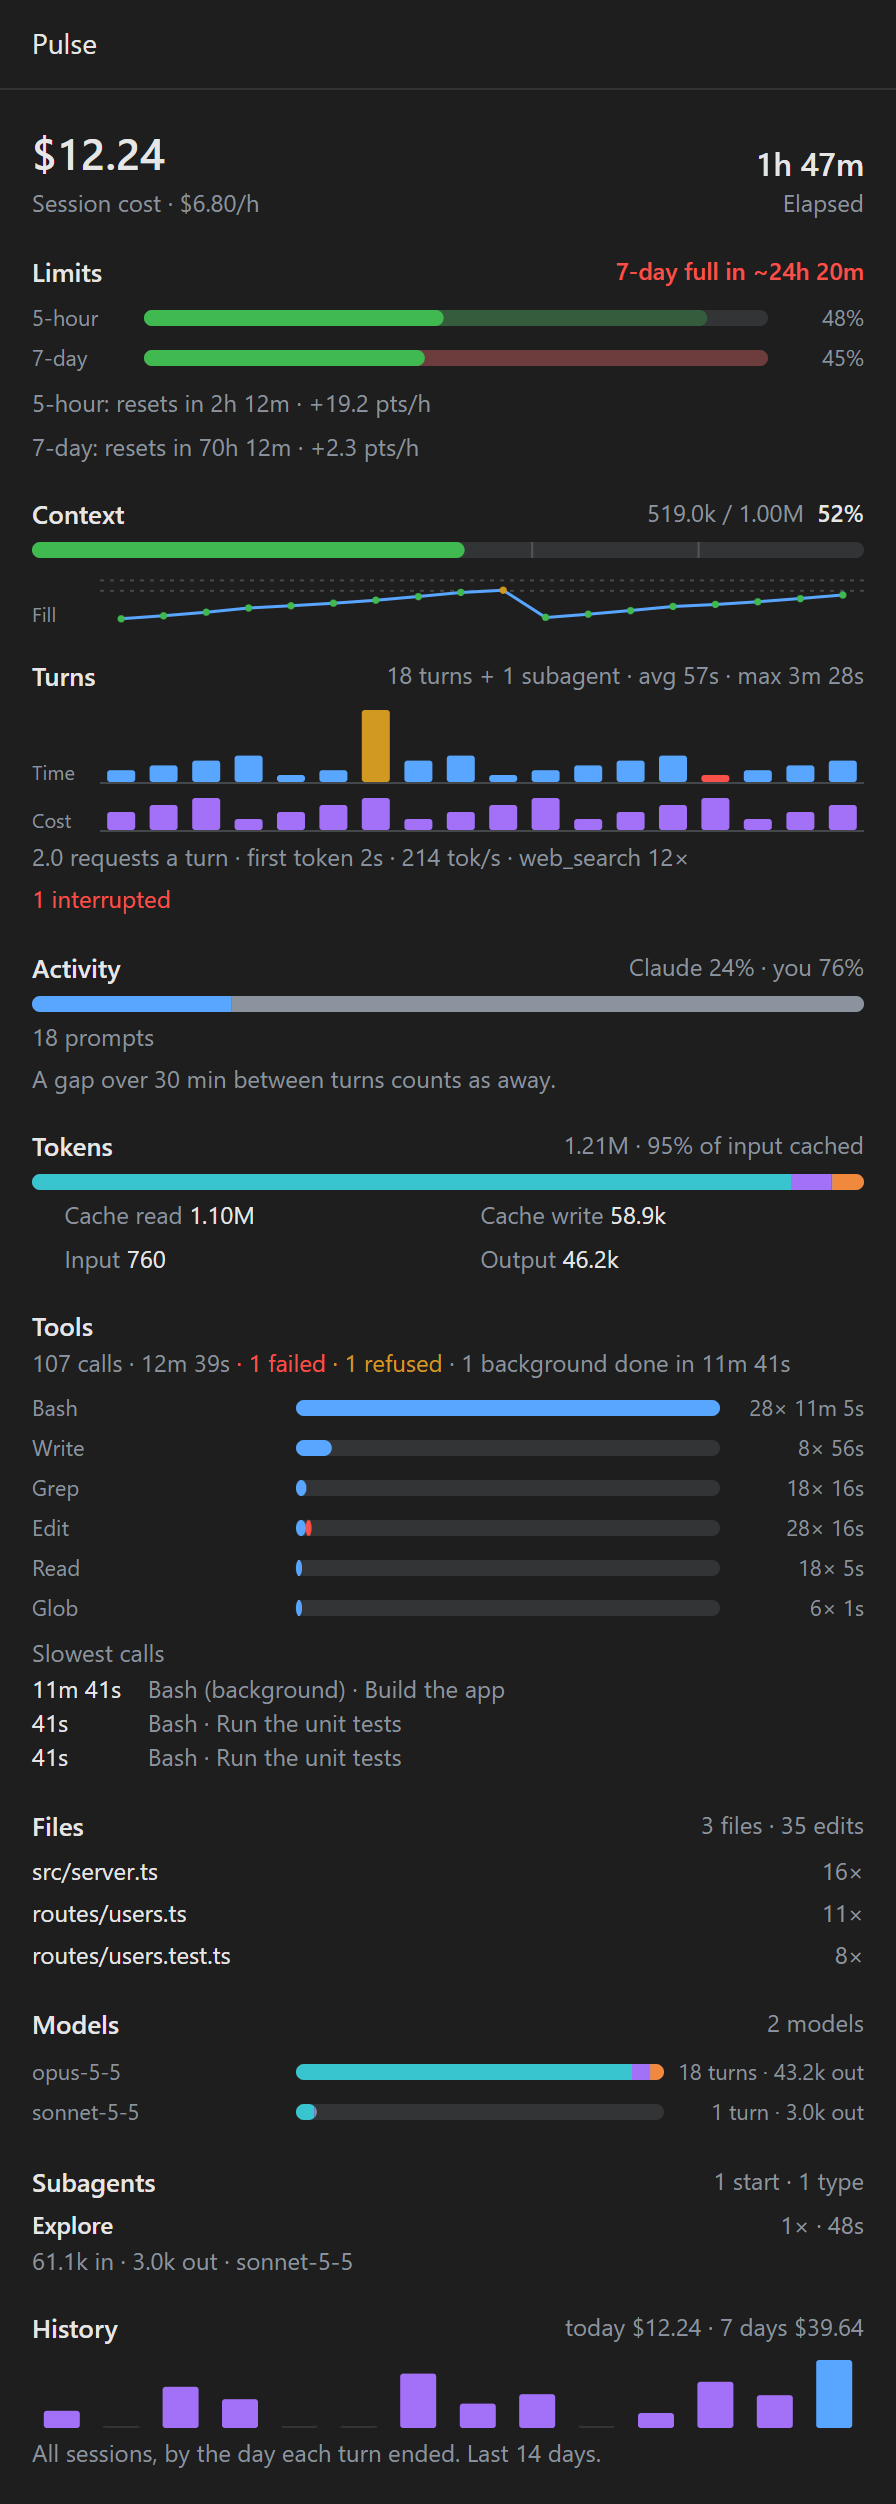 Pulse
$12.24
1h 47m
Session cost · $6.80/h
Elapsed
Limits
7-day full in ~24h 20m
5-hour
48%
7-day
45%
5-hour: resets in 2h 12m · +19.2 pts/h
7-day: resets in 70h 12m · +2.3 pts/h
Context
519.0k / 1.00M 52%
Fill
Turns
18 turns + 1 subagent · avg 57s · max 3m 28s
Time
Cost
2.0 requests a turn · first token 2s · 214 tok/s · web_search 12×
1 interrupted
Activity
Claude 24% · you 76%
18 prompts
A gap over 30 min between turns counts as away.
Tokens
1.21M · 95% of input cached
Cache read 1.10M
Cache write 58.9k
Input 760
Output 46.2k
Tools
107 calls · 12m 39s · 1 failed · 1 refused · 1 background done in 11m 41s
Bash
28× 11m 5s
Write
8× 56s
Grep
18× 16s
Edit
28× 16s
Read
18× 5s
Glob
6× 1s
Slowest calls
11m 41s Bash (background) · Build the app
41s Bash · Run the unit tests
41s Bash · Run the unit tests
Files
3 files · 35 edits
src/server.ts
16×
routes/users.ts
11×
routes/users.test.ts
8×
Models
2 models
opus-5-5
18 turns · 43.2k out
sonnet-5-5
1 turn · 3.0k out
Subagents
1 start · 1 type
Explore
1× · 48s
61.1k in · 3.0k out · sonnet-5-5
History
today $12.24 · 7 days $39.64
All sessions, by the day each turn ended. Last 14 days.